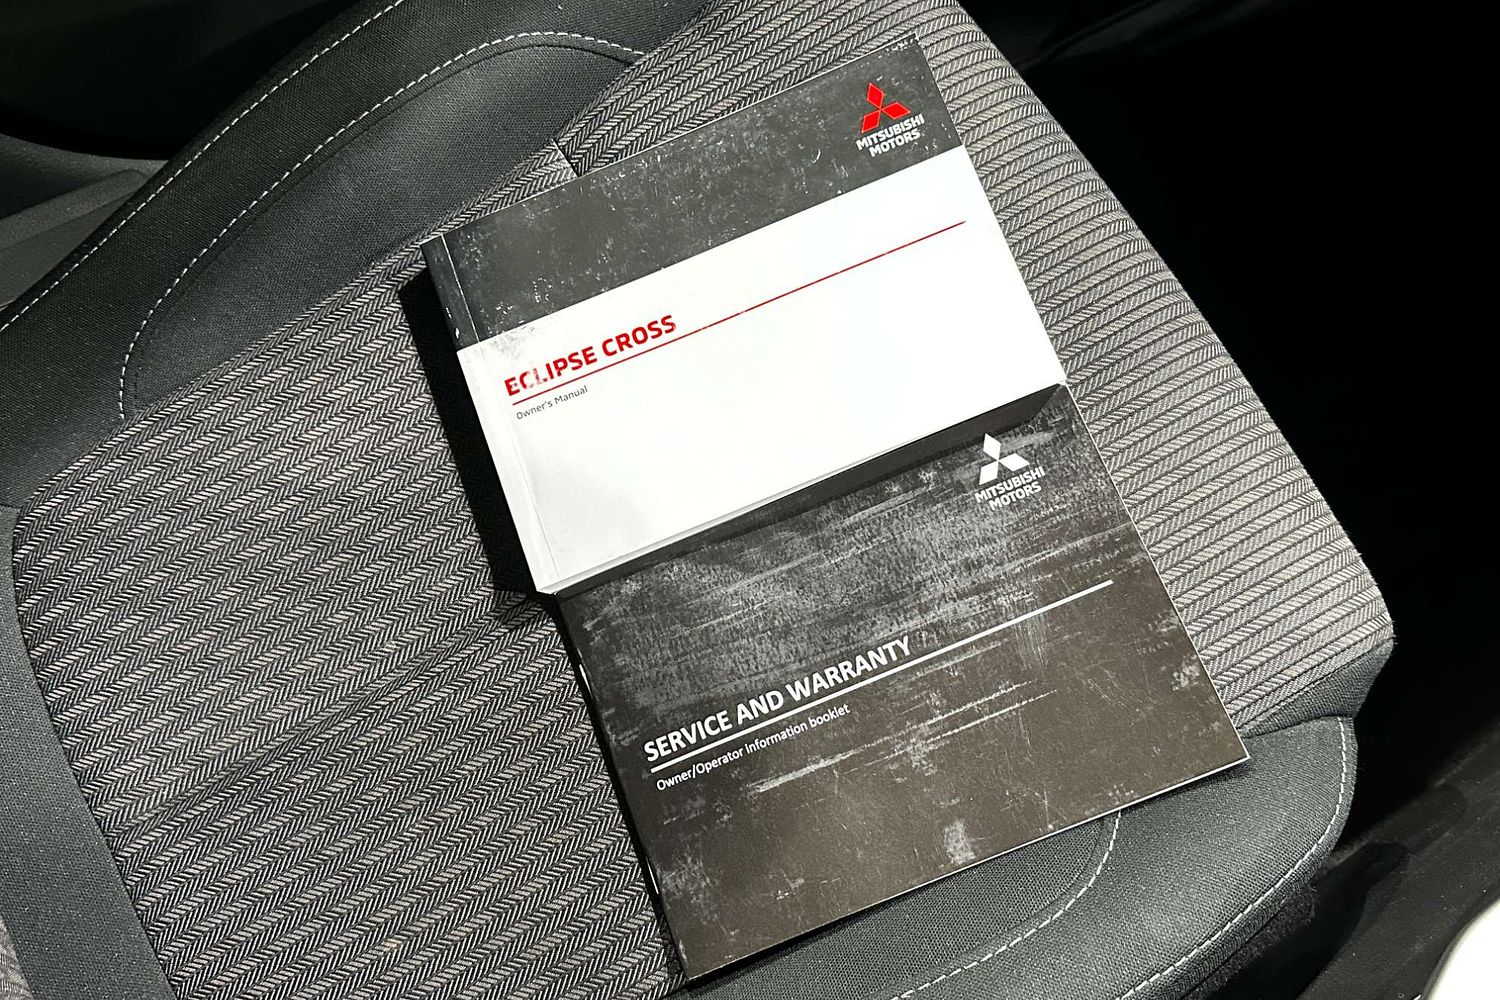 MITSUBISHI
MOTORS
ECLIPSE CROSS
Owner's Manual
MITSUBISHI
MOTORS
SERVICE AND WARRANTY
Owner/Operator information booklet